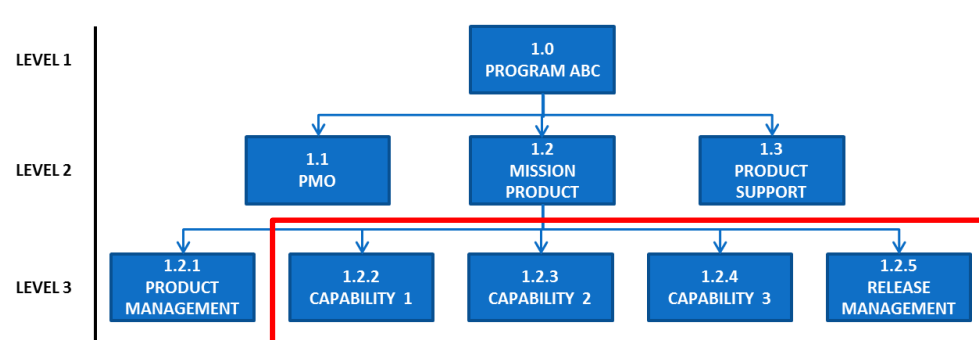 LEVEL 1
1.0
PROGRAM ABC
LEVEL 2
1.1
PMO
1.2
MISSION
PRODUCT
1.3
PRODUCT
SUPPORT
LEVEL 3
1.2.1
PRODUCT
MANAGEMENT
1.2.2
CAPABILITY 1
1.2.3
CAPABILITY 2
1.2.4
CAPABILITY 3
1.2.5
RELEASE
MANAGEMENT